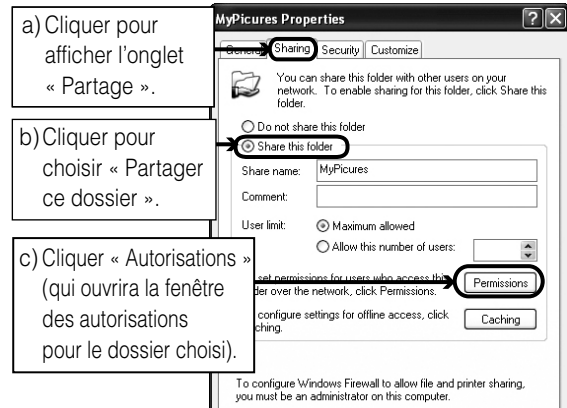 a) Cliquer pour
afficher l’onglet
« Partage ».
b) Cliquer pour
choisir « Partager
ce dossier ».
c) Cliquer « Autorisations »
(qui ouvrira la fenêtre
des autorisations
pour le dossier choisi).
MyPicures Properties
General Sharing Security Customize
You can share this folder with other users on your
network. To enable sharing for this folder, click Share this
folder.
Do not share this folder
Share this folder
Share name: MyPicures
Comment:
User limit: Maximum allowed
Allow this number of users:
set permissions for users who access this
over the network, click Permissions.
Permissions
configure settings for offline access, click
Caching
To configure Windows Firewall to allow file and printer sharing,
you must be an administrator on this computer.